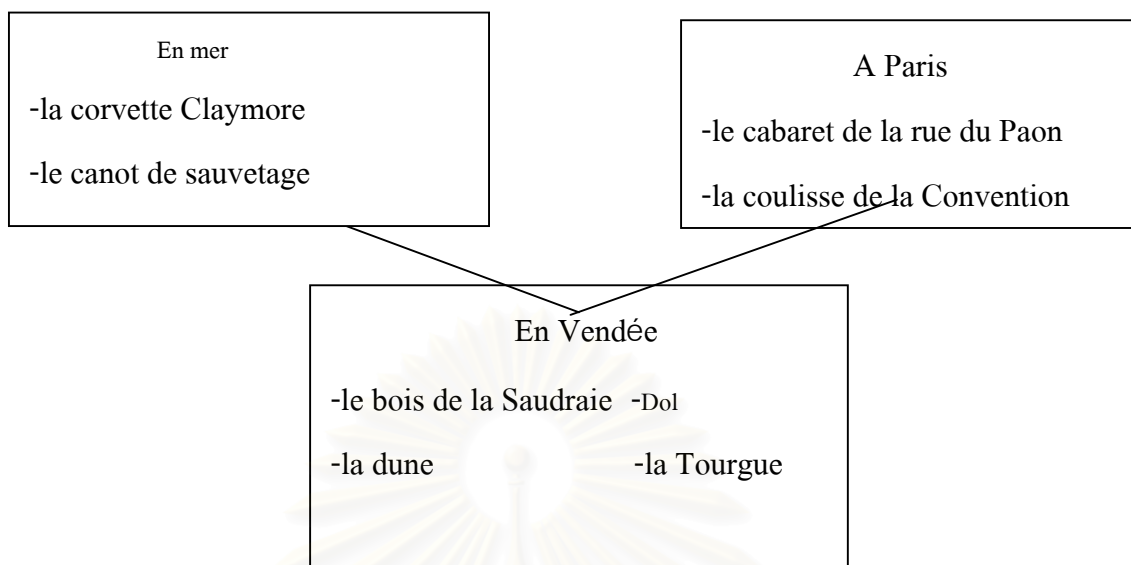 En mer
-la corvette Claymore
-le canot de sauvetage
A Paris
-le cabaret de la rue du Paon
-la coulisse de la Convention
En Vendée
-le bois de la Saudraie -Dol
-la dune -la Tourgue